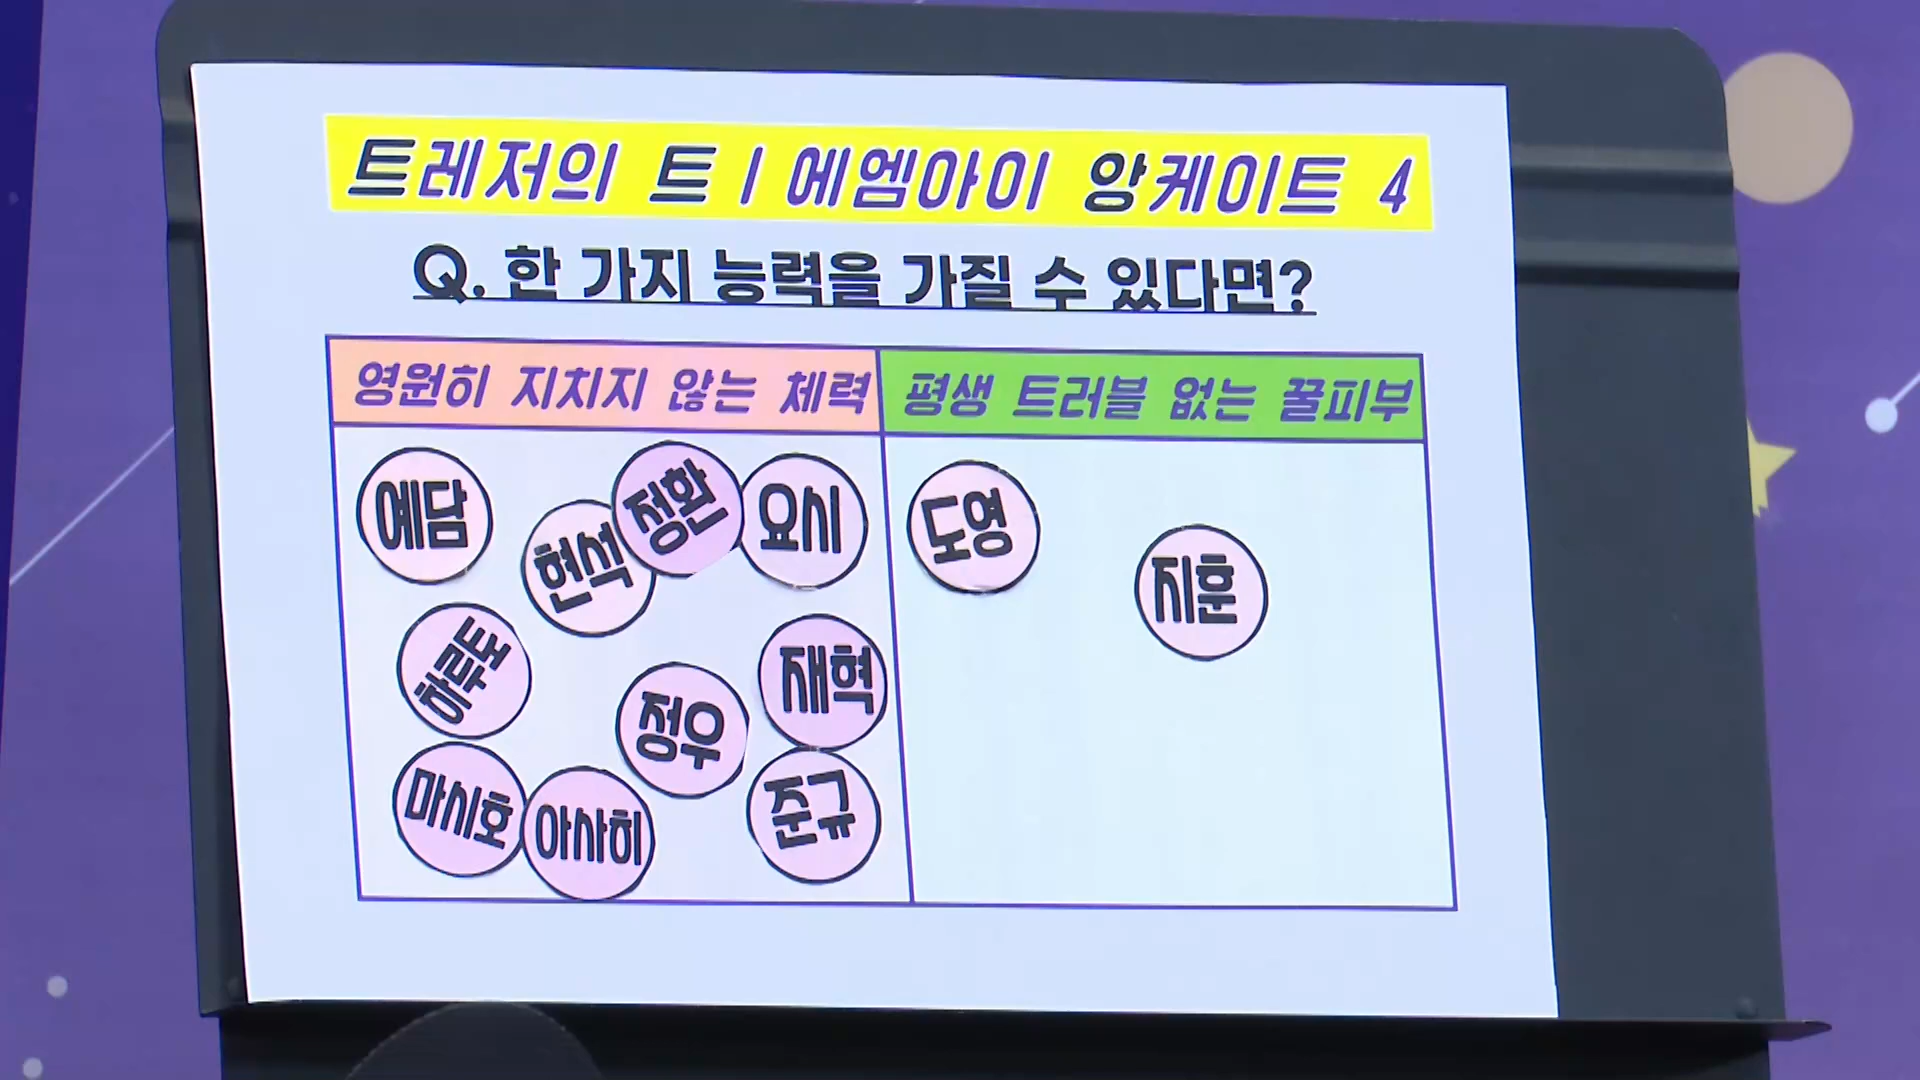 트레저의 트ㅣ에엠아이 앙케이트 4
Q. 한 가지 능력을 가질 수 있다면?
영원히 지치지 않는 체력
평생 트러블 없는 꿀피부
예담
현석
정환
요시
하루토
정우
재혁
마시호
아사히
준규
도영
지훈